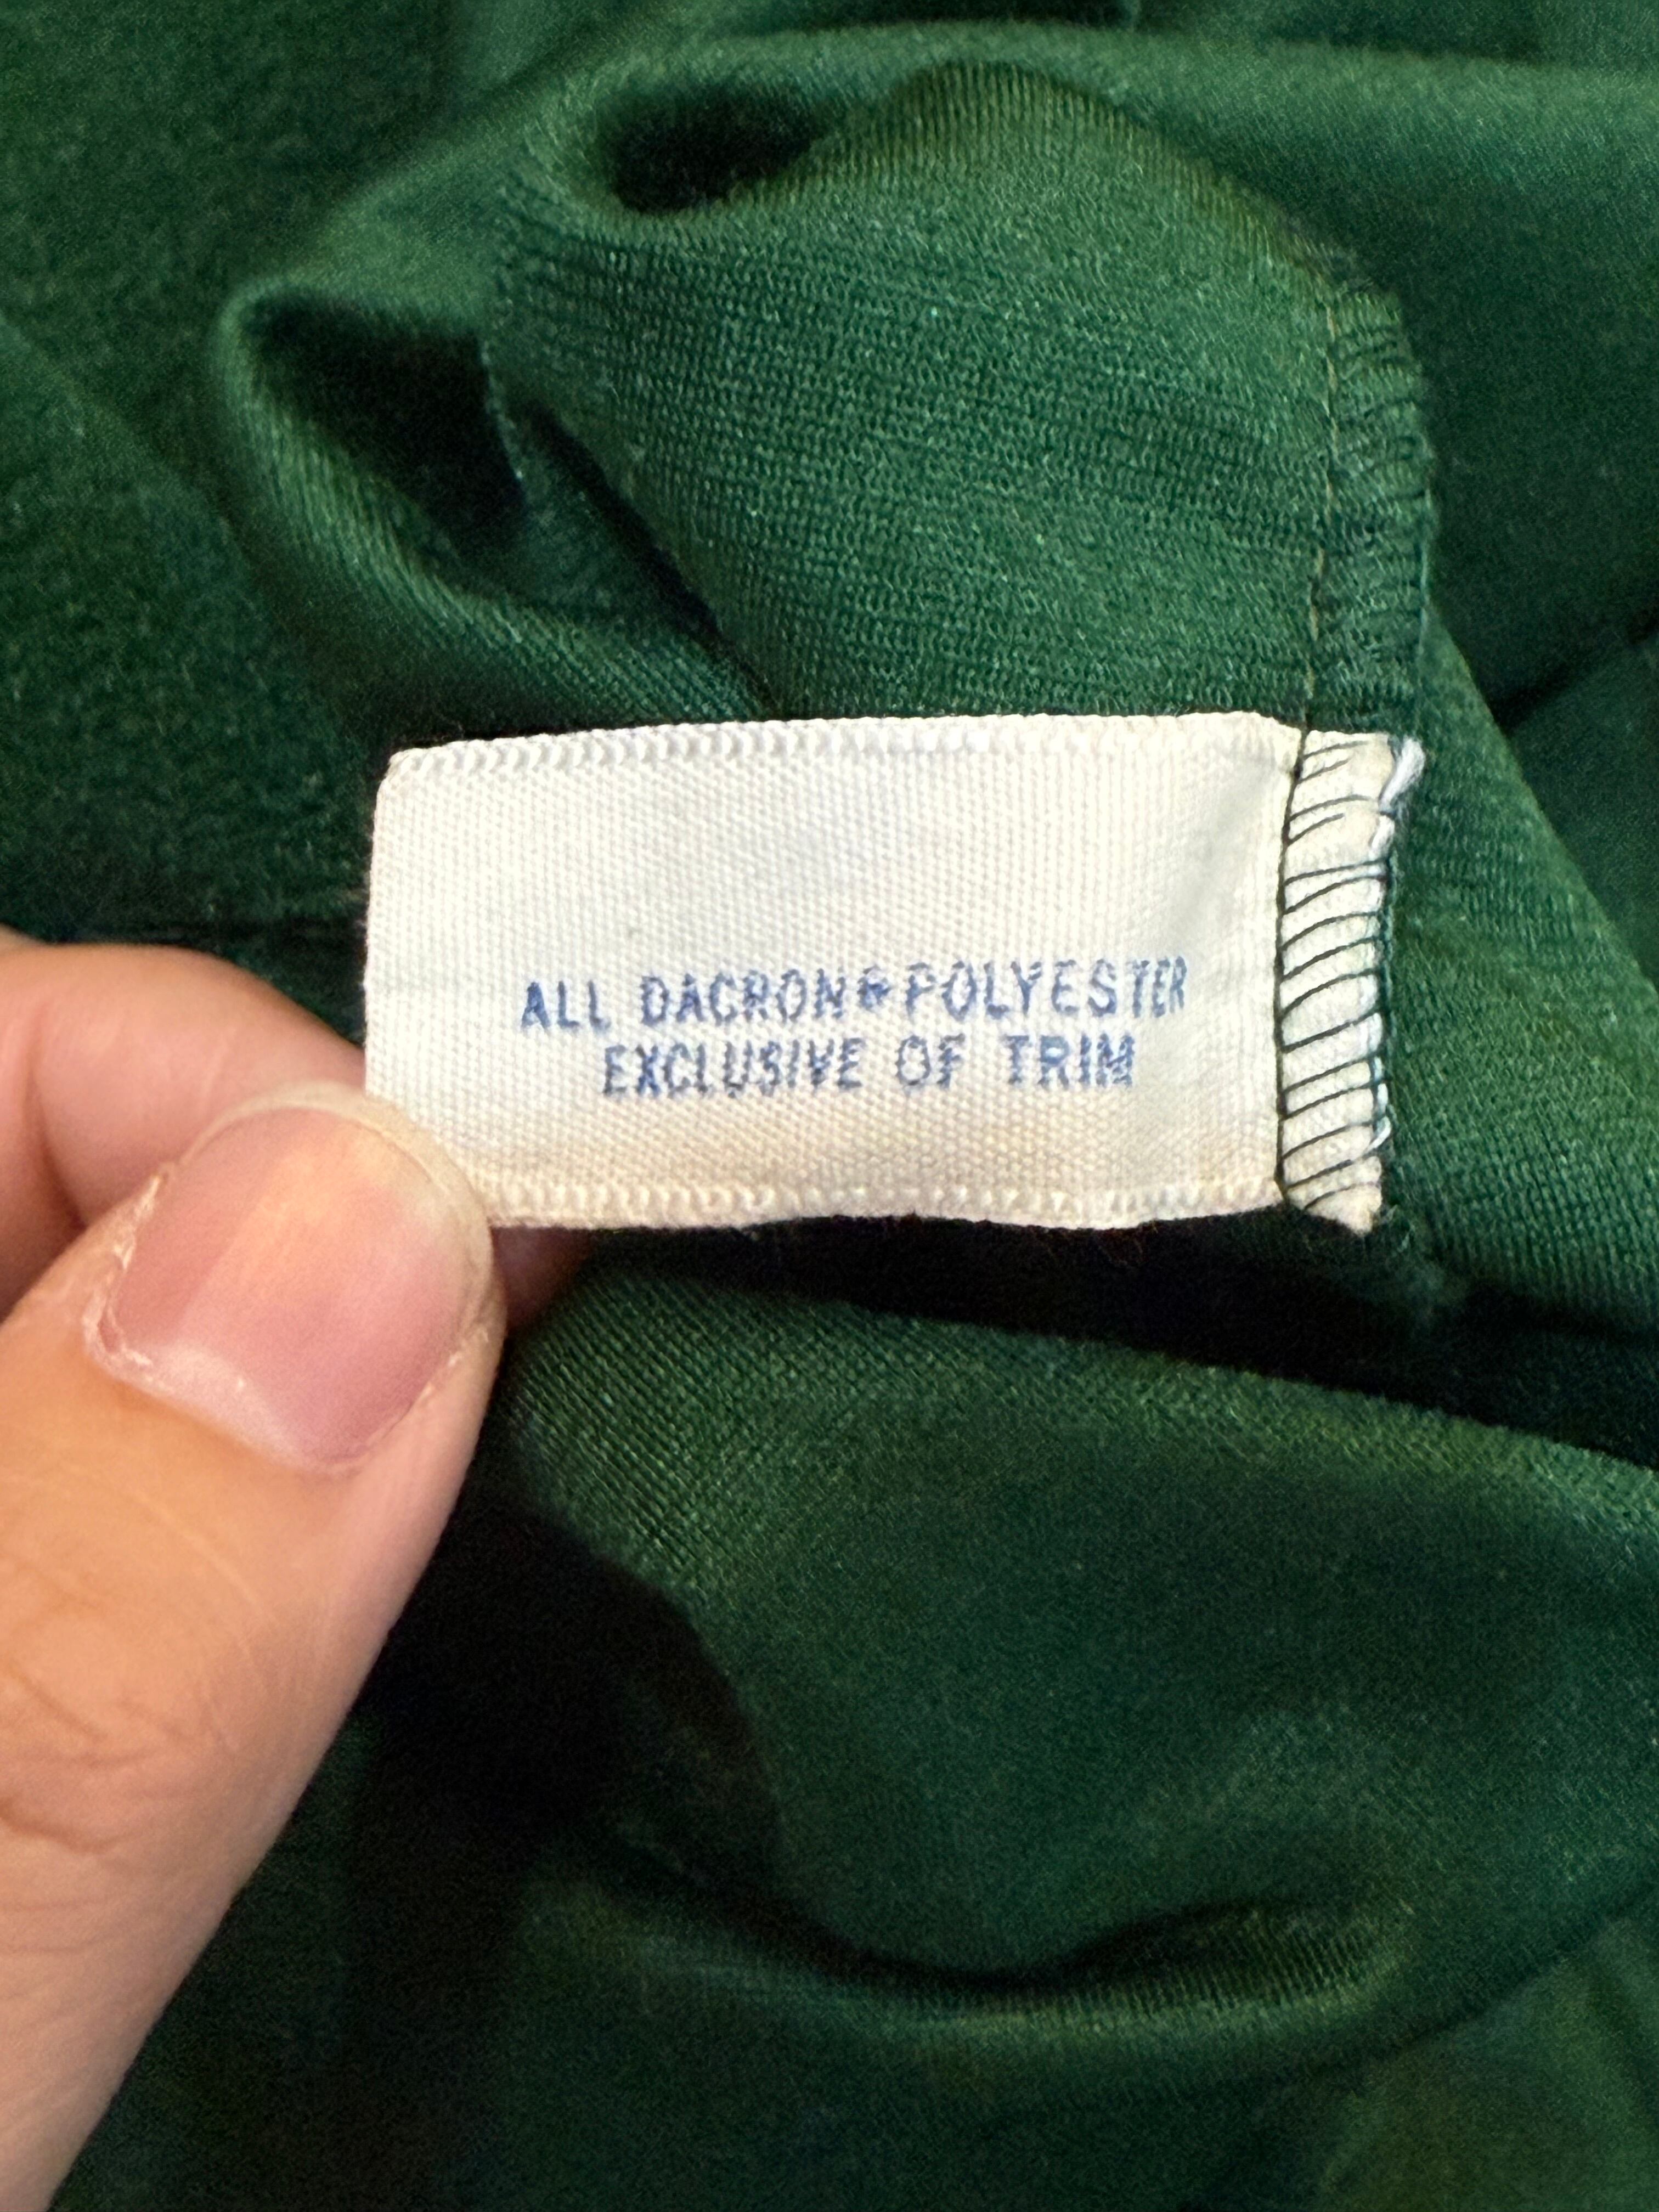 ALL DACRON® POLYESTER
EXCLUSIVE OF TRIM